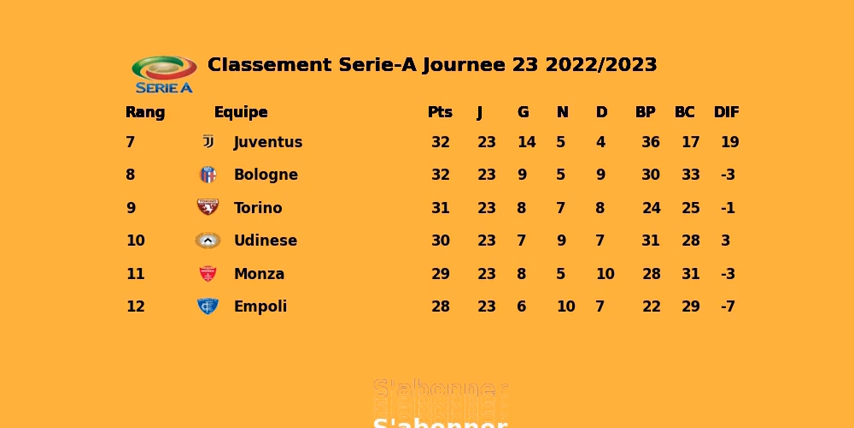 Classement Serie-A Journee 23 2022/2023
SERIE A
Rang Equipe Pts J G N D BP BC DIF
7 Juventus 32 23 14 5 4 36 17 19
8 Bologne 32 23 9 5 9 30 33 -3
9 Torino 31 23 8 7 8 24 25 -1
10 Udinese 30 23 7 9 7 31 28 3
11 Monza 29 23 8 5 10 28 31 -3
12 Empoli 28 23 6 10 7 22 29 -7
S'abonner
S'abonner